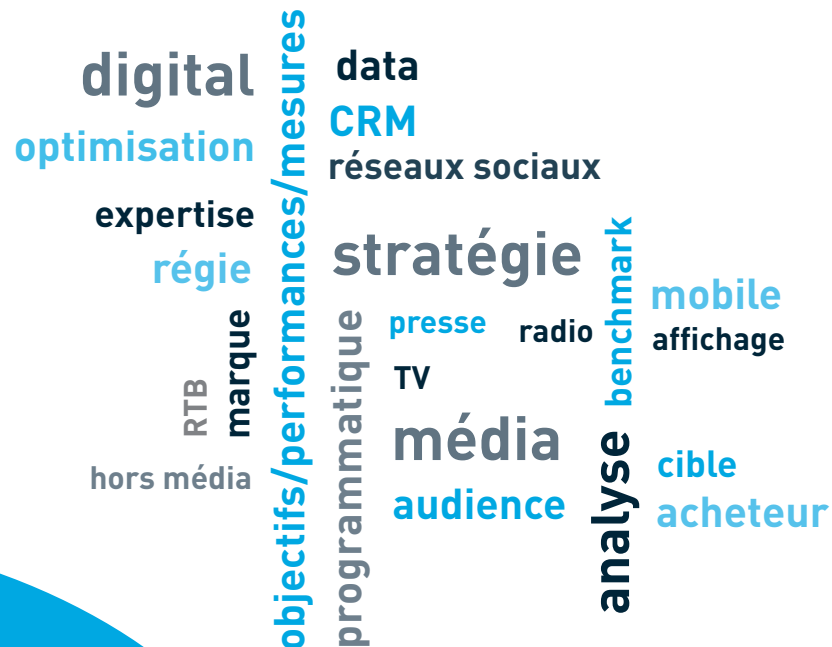 digital
optimisation
expertise
régie
marque
RTB
hors média
objectifs/performances/mesures
data
CRM
réseaux sociaux
stratégie
programmatique
presse
radio
TV
média
audience
benchmark
mobile
affichage
analyse
cible
acheteur